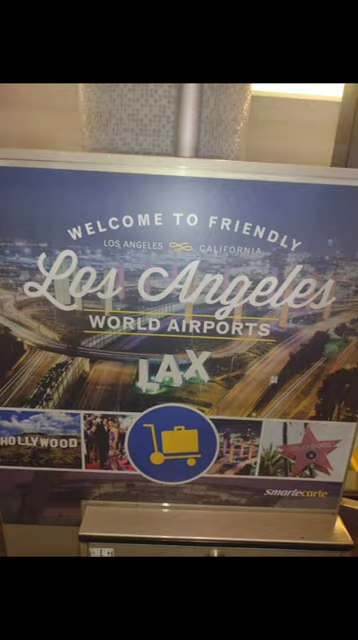 WELCOME TO FRIENDLY
LOS ANGELES CALIFORNIA
Los Angeles
WORLD AIRPORTS
LAX
HOLLYWOOD
smartecarte